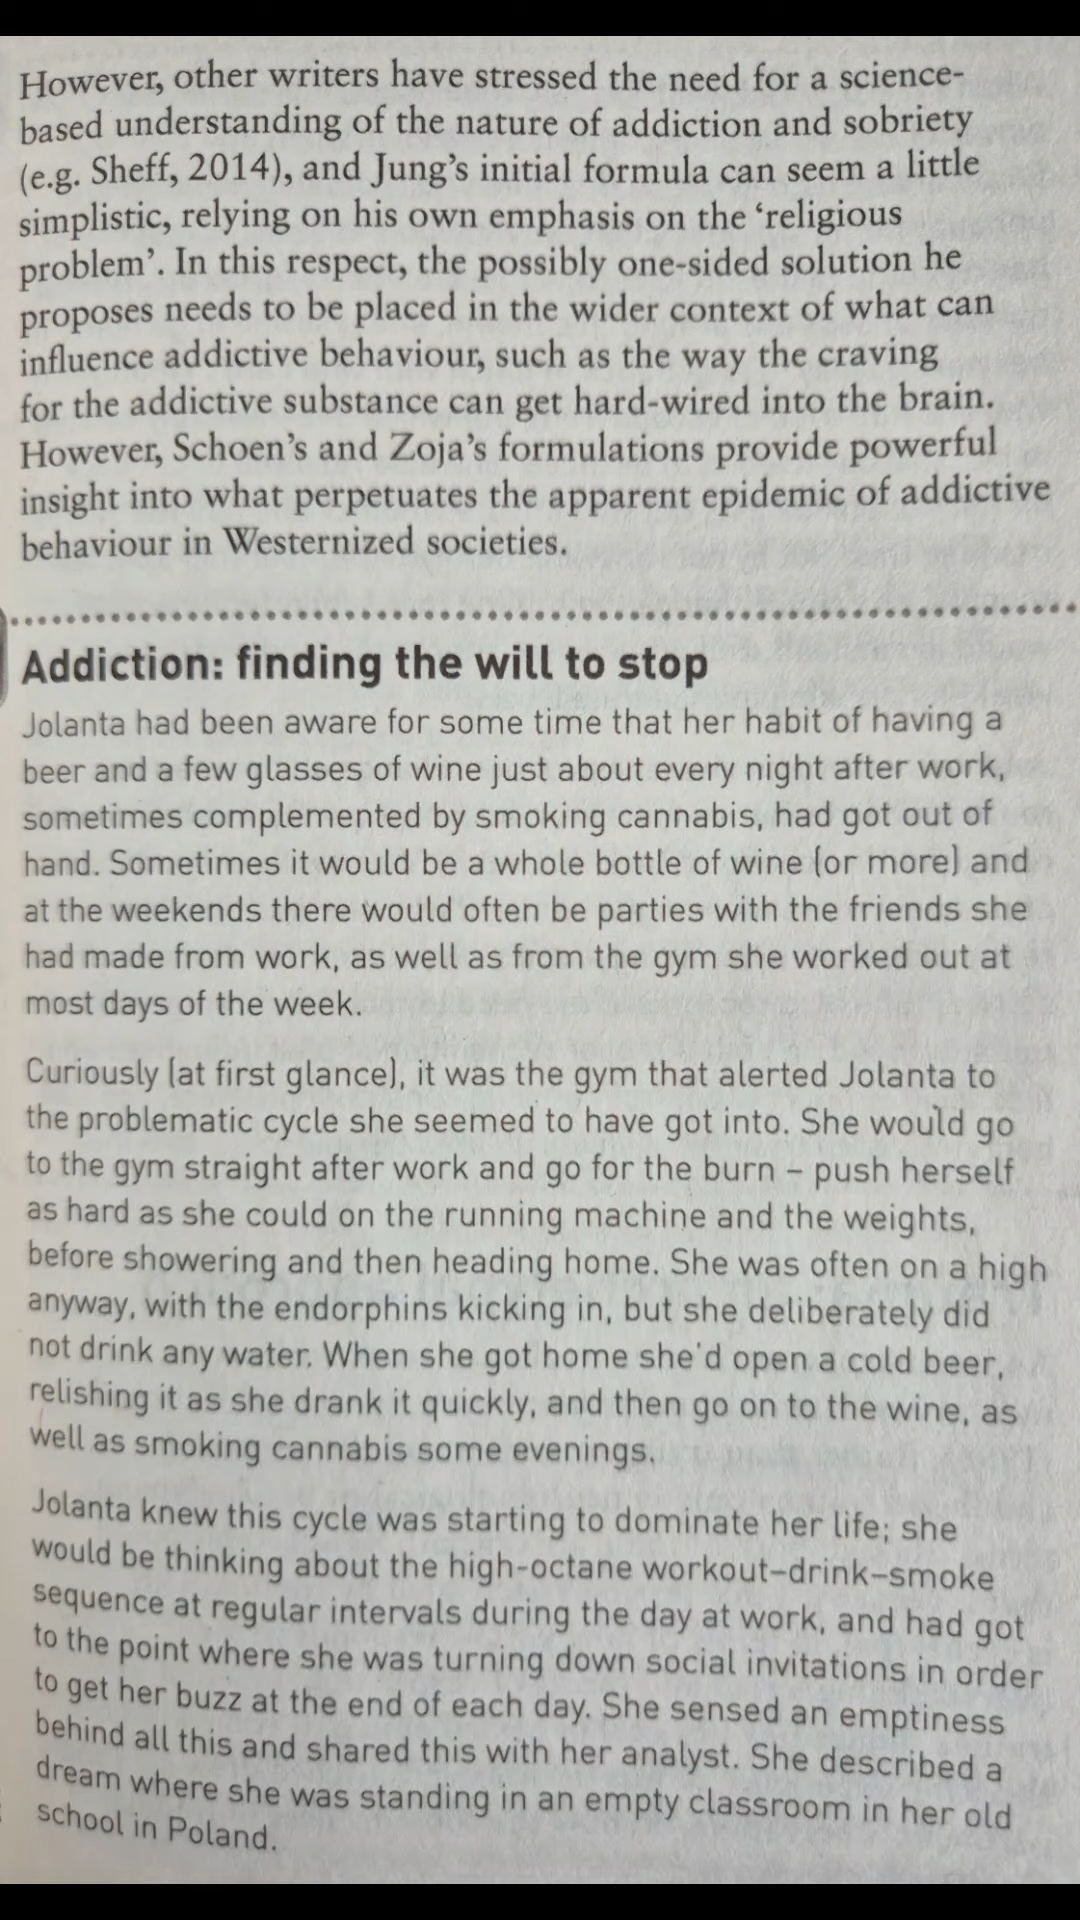 However, other writers have stressed the need for a science-
based understanding of the nature of addiction and sobriety
(e.g. Sheff, 2014), and Jung's initial formula can seem a little
simplistic, relying on his own emphasis on the ‘religious
problem’. In this respect, the possibly one-sided solution he
proposes needs to be placed in the wider context of what can
influence addictive behaviour, such as the way the craving
for the addictive substance can get hard-wired into the brain.
However, Schoen's and Zoja's formulations provide powerful
insight into what perpetuates the apparent epidemic of addictive
behaviour in Westernized societies.
Addiction: finding the will to stop
Jolanta had been aware for some time that her habit of having a
beer and a few glasses of wine just about every night after work,
sometimes complemented by smoking cannabis, had got out of
hand. Sometimes it would be a whole bottle of wine (or more) and
at the weekends there would often be parties with the friends she
had made from work, as well as from the gym she worked out at
most days of the week.
Curiously (at first glance), it was the gym that alerted Jolanta to
the problematic cycle she seemed to have got into. She would go
to the gym straight after work and go for the burn – push herself
as hard as she could on the running machine and the weights,
before showering and then heading home. She was often on a high
anyway, with the endorphins kicking in, but she deliberately did
not drink any water. When she got home she'd open a cold beer,
relishing it as she drank it quickly, and then go on to the wine, as
well as smoking cannabis some evenings.
Jolanta knew this cycle was starting to dominate her life; she
would be thinking about the high-octane workout–drink–smoke
sequence at regular intervals during the day at work, and had got
to the point where she was turning down social invitations in order
to get her buzz at the end of each day. She sensed an emptiness
behind all this and shared this with her analyst. She described a
dream where she was standing in an empty classroom in her old
school in Poland.